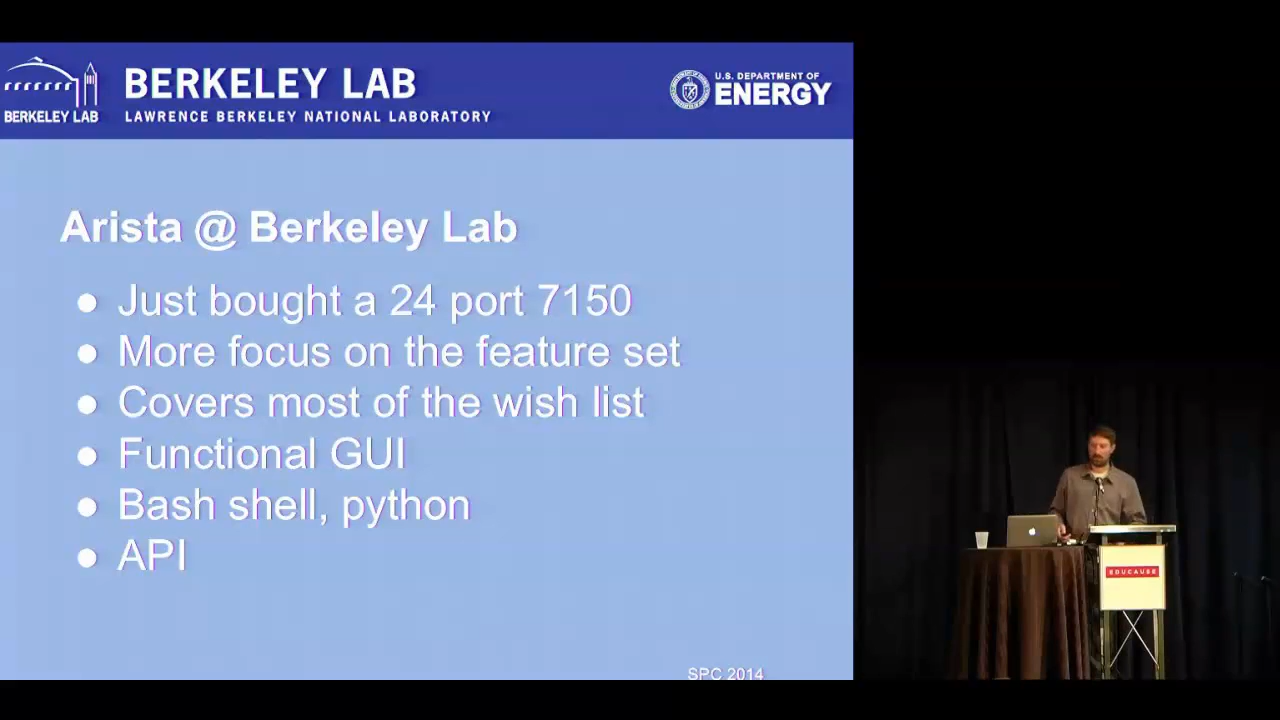 BERKELEY LAB
BERKELEY LAB
LAWRENCE BERKELEY NATIONAL LABORATORY
U.S. DEPARTMENT OF
ENERGY
Arista @ Berkeley Lab
● Just bought a 24 port 7150
● More focus on the feature set
● Covers most of the wish list
● Functional GUI
● Bash shell, python
● API
SPC 2014
EDUCAUSE